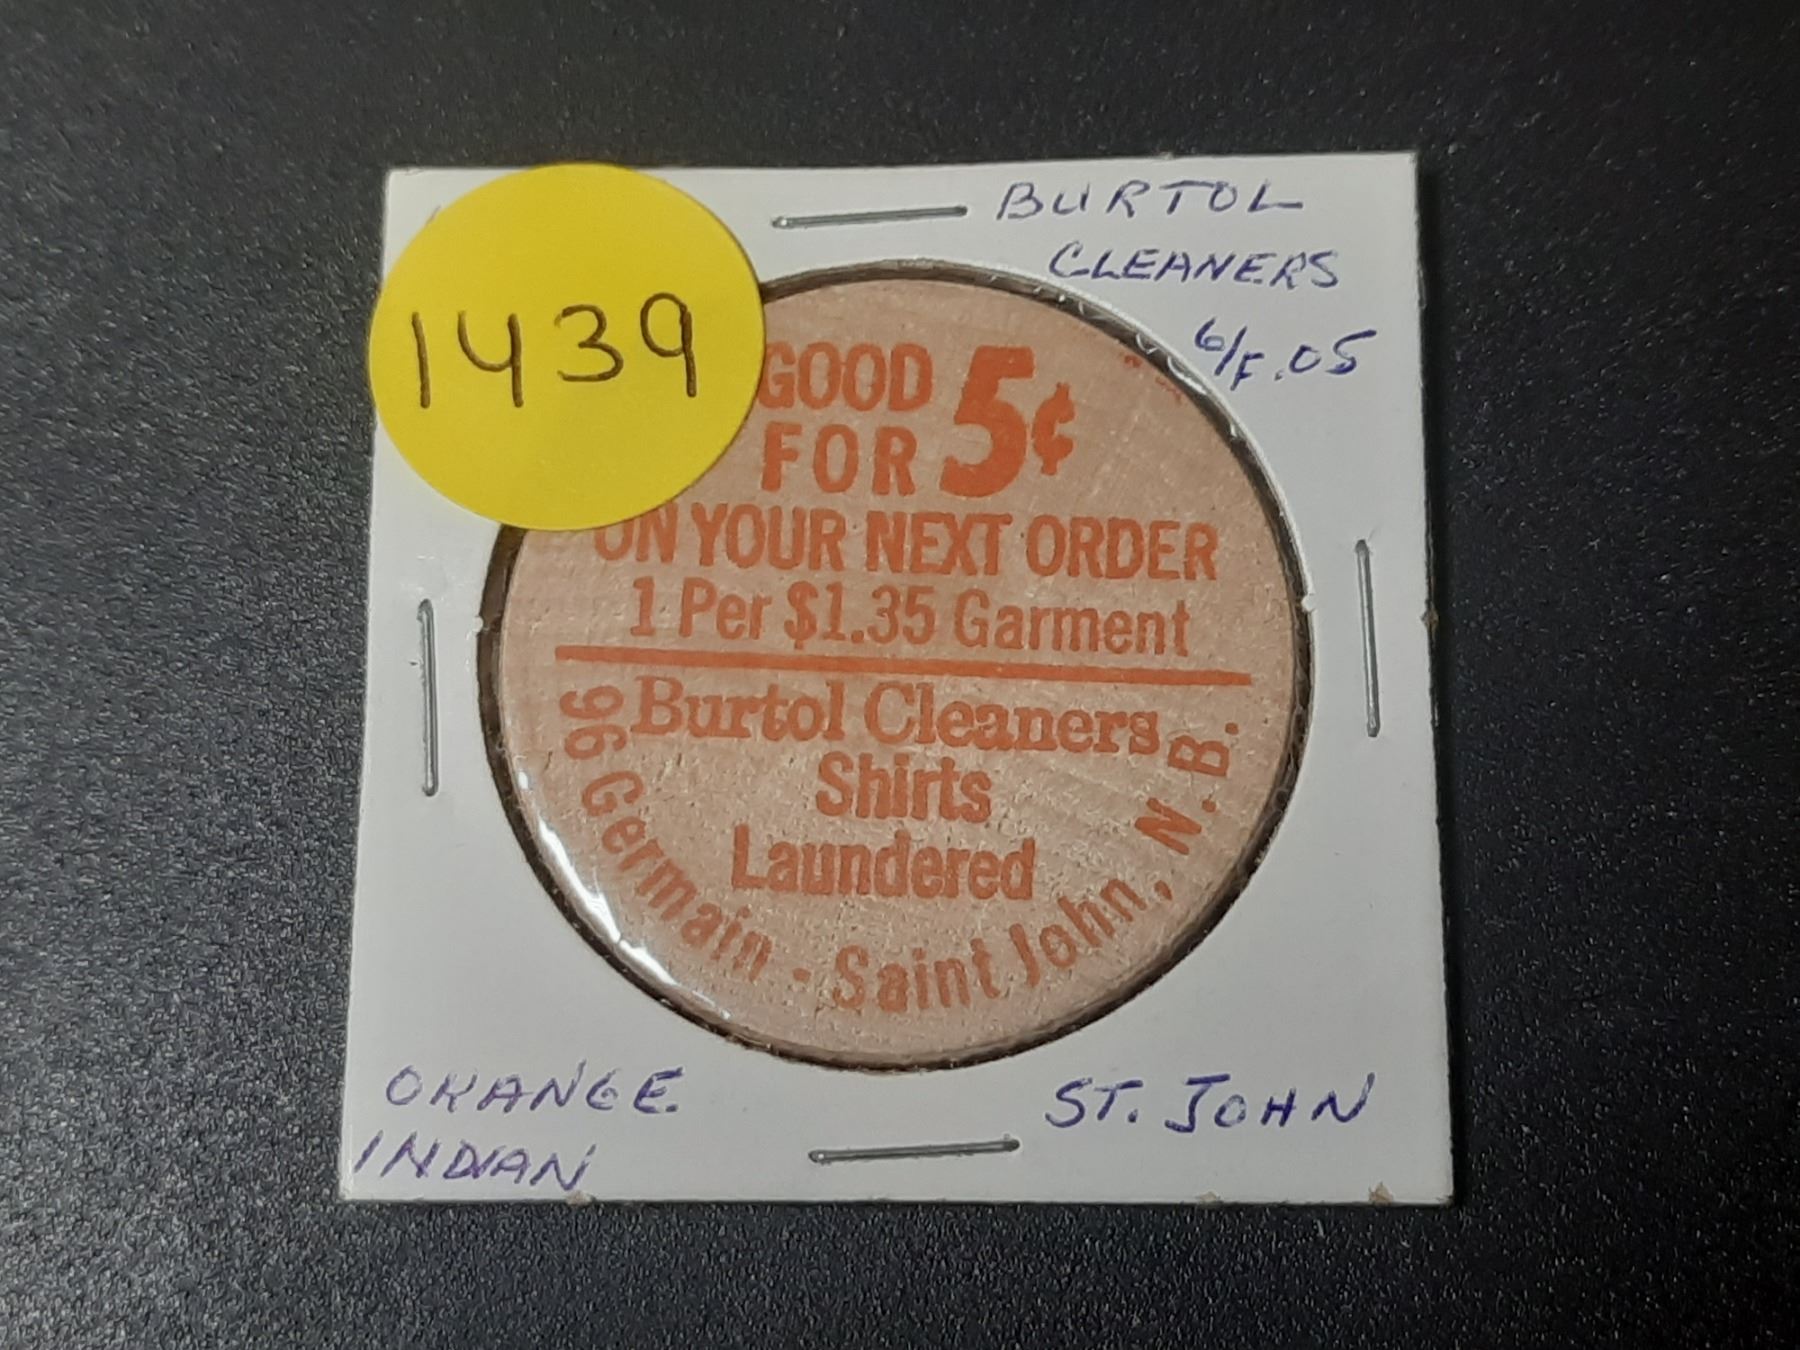 1439
BURTOL
CLEANERS
6/F .05
GOOD
FOR 5¢
ON YOUR NEXT ORDER
1 Per $1.35 Garment
Burtol Cleaners
Shirts
Laundered
96 Germain - Saint John, N.B.
ORANGE
INDIAN
ST. JOHN